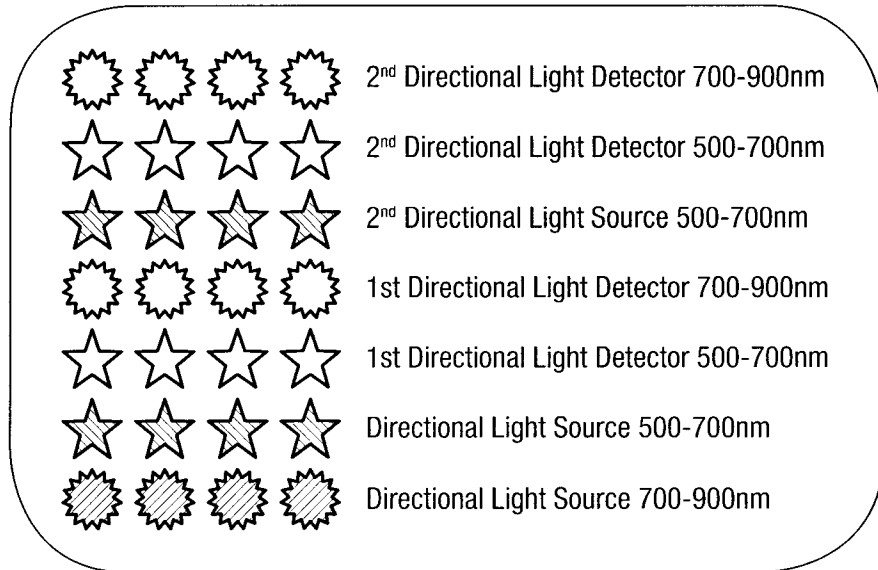 2nd Directional Light Detector 700-900nm
2nd Directional Light Detector 500-700nm
2nd Directional Light Source 500-700nm
1st Directional Light Detector 700-900nm
1st Directional Light Detector 500-700nm
Directional Light Source 500-700nm
Directional Light Source 700-900nm